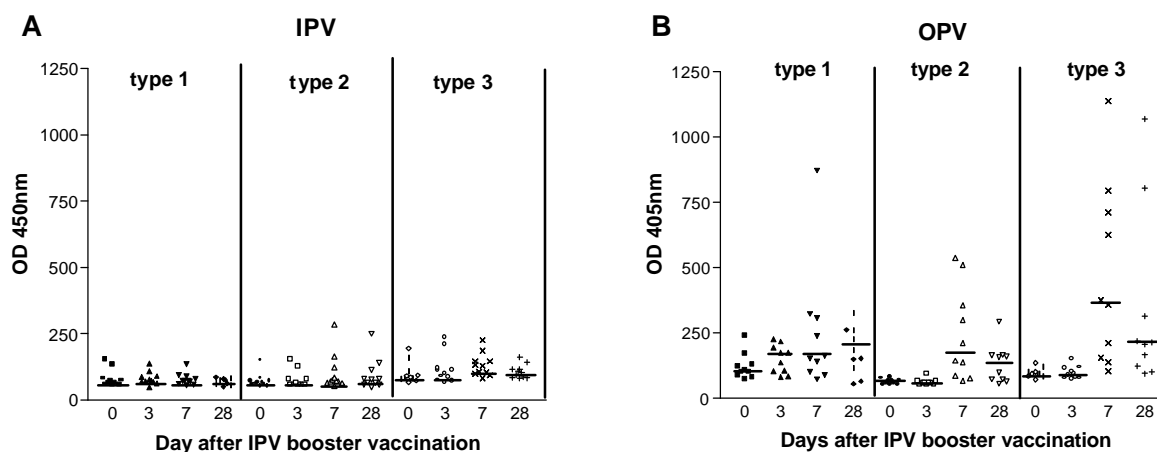 A
IPV
type 1
type 2
type 3
OD 450nm
1250
1000
750
500
250
0
0 3 7 28 0 3 7 28 0 3 7 28
Day after IPV booster vaccination
B
OPV
type 1
type 2
type 3
OD 405nm
1250
1000
750
500
250
0
0 3 7 28 0 3 7 28 0 3 7 28
Days after IPV booster vaccination